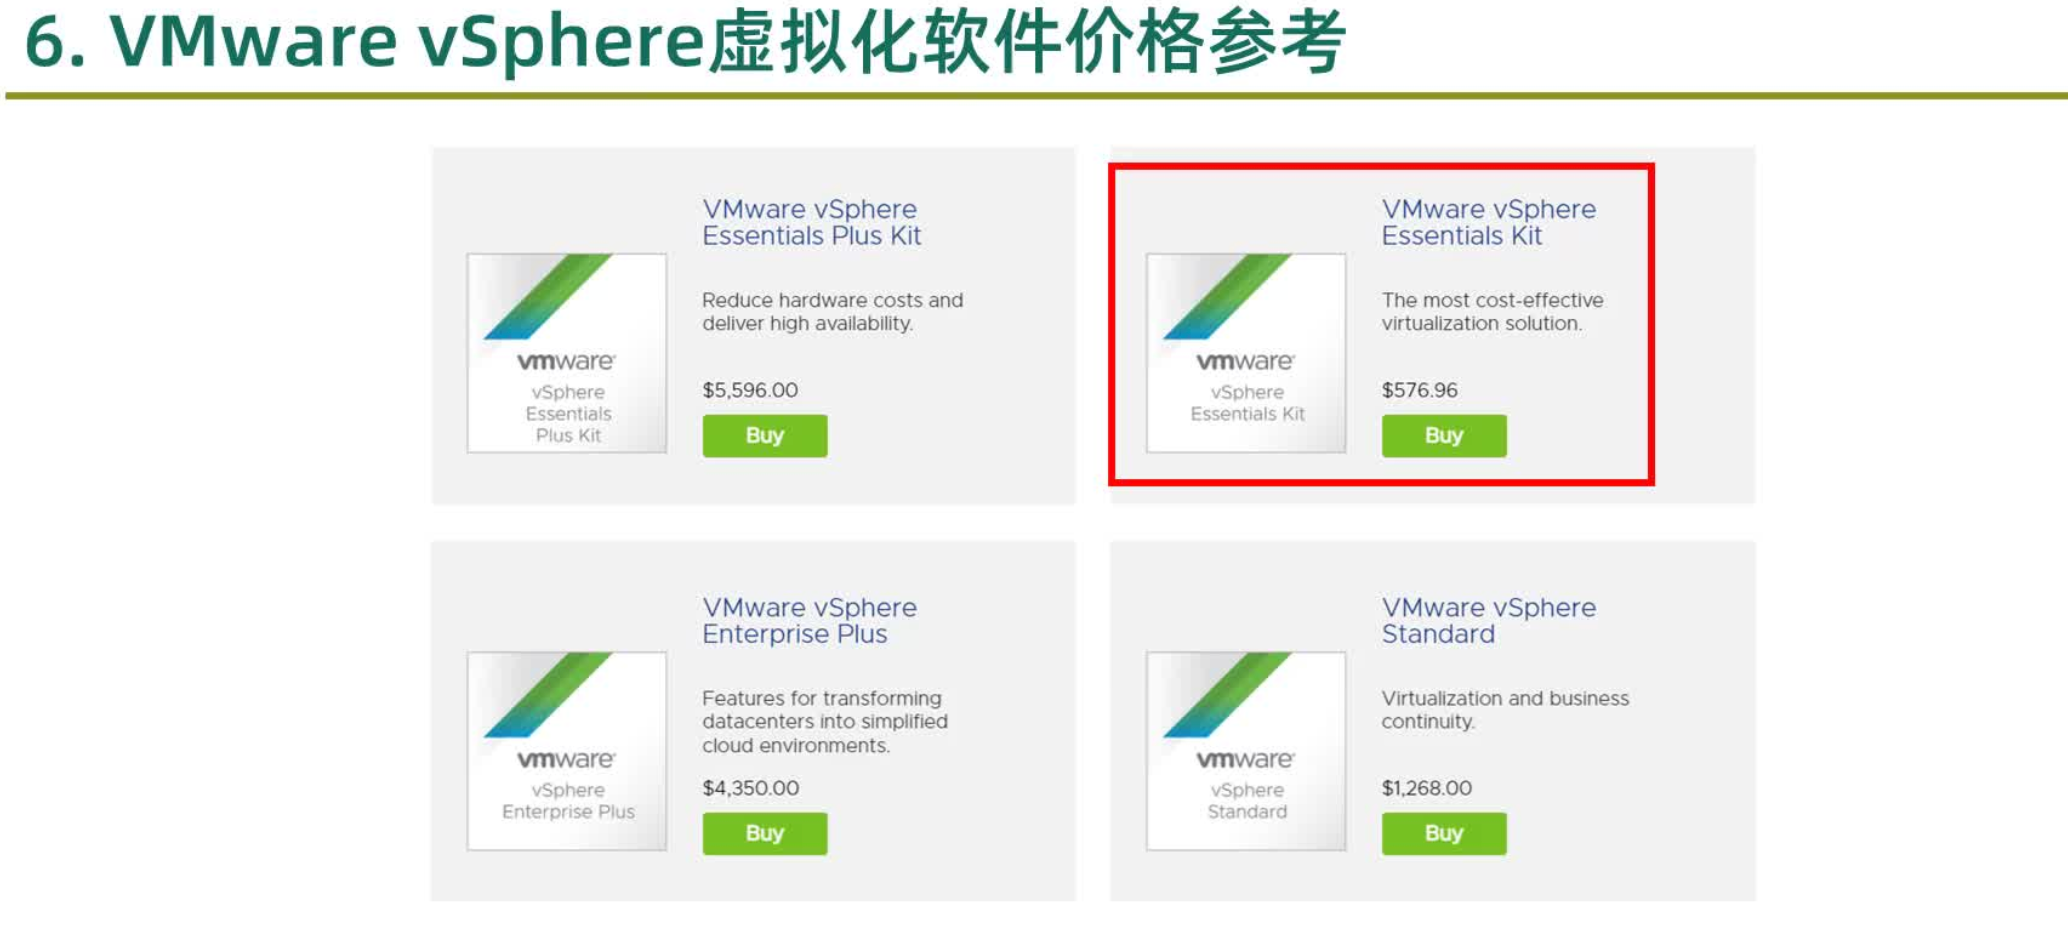 6. VMware vSphere虚拟化软件价格参考
VMware vSphere
Essentials Plus Kit
Reduce hardware costs and
deliver high availability.
$5,596.00
Buy
vmware
vSphere
Essentials
Plus Kit
VMware vSphere
Essentials Kit
The most cost-effective
virtualization solution.
$576.96
Buy
vmware
vSphere
Essentials Kit
VMware vSphere
Enterprise Plus
Features for transforming
datacenters into simplified
cloud environments.
$4,350.00
Buy
vmware
vSphere
Enterprise Plus
VMware vSphere
Standard
Virtualization and business
continuity.
$1,268.00
Buy
vmware
vSphere
Standard